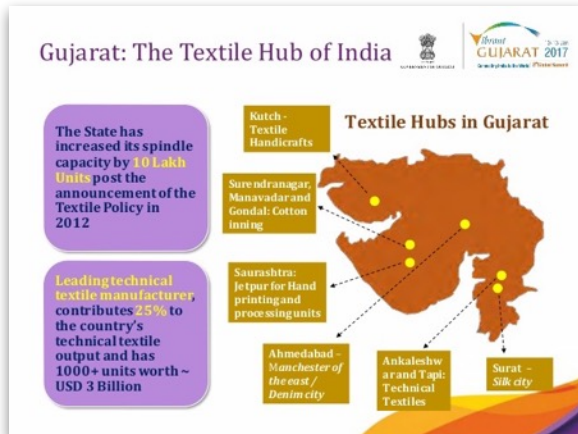 Gujarat: The Textile Hub of India
Vibrant
GUJARAT 2017
The State has
increased its spindle
capacity by 10 Lakh
Units post the
announcement of the
Textile Policy in
2012
Leading technical
textile manufacturer,
contributes 25% to
the country's
technical textile
output and has
1000+ units worth ~
USD 3 Billion
Textile Hubs in Gujarat
Kutch -
Textile
Handicrafts
Surendranagar,
Manavadar and
Gondal: Cotton
inning
Saurashtra:
Jetpur for Hand
printing and
processing units
Ahmedabad –
Manchester of
the east /
Denim city
Ankaleshw
ar and Tapi:
Technical
Textiles
Surat –
Silk city